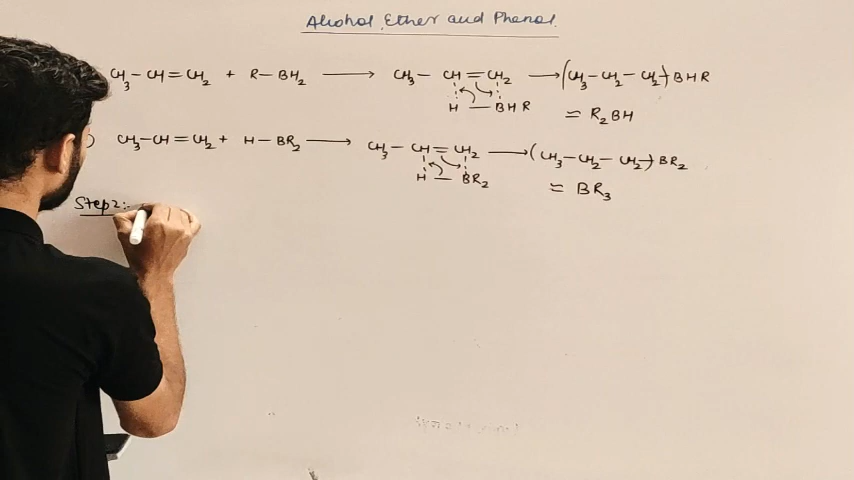 Alcohol, Ether and Phenol.
CH₃ – CH = CH₂ + R – BH₂ ⟶ CH₃ – CH = CH₂ ⟶ (CH₃ – CH₂ – CH₂) BHR
H – BHR
≈ R₂BH
) CH₃ – CH = CH₂ + H – BR₂ ⟶ CH₃ – CH = CH₂ ⟶ (CH₃ – CH₂ – CH₂) BR₂
H – BR₂
≈ BR₃
Step 2:-